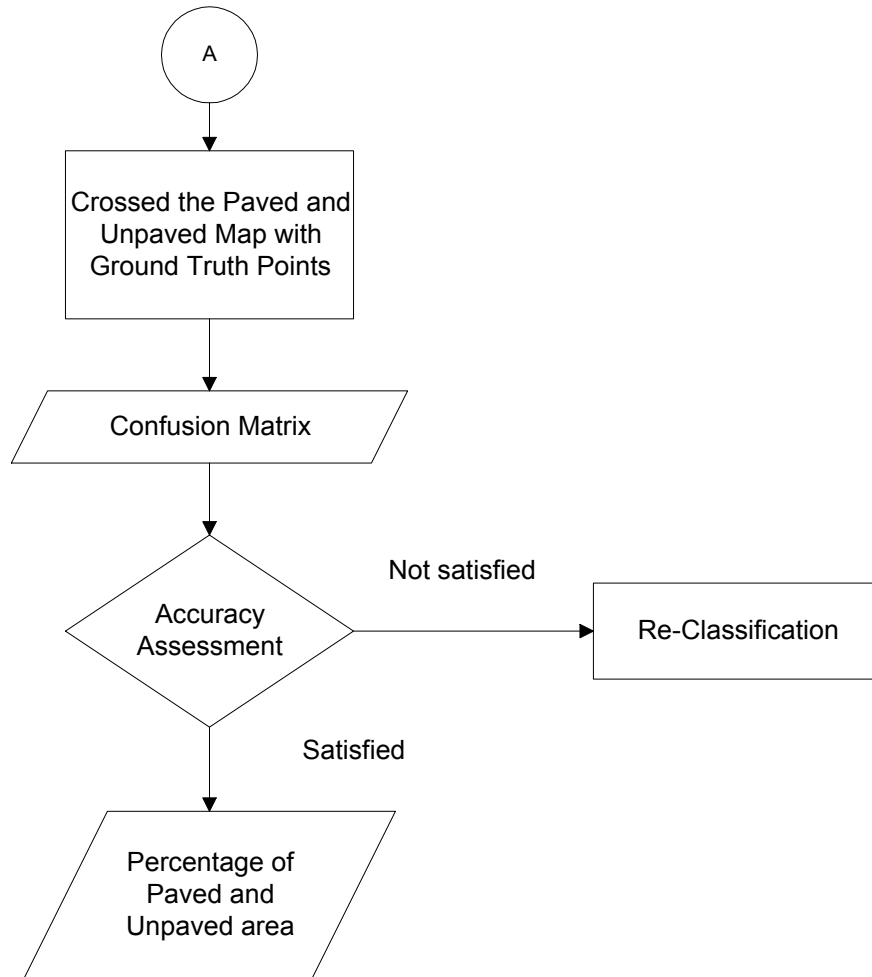 A
Crossed the Paved and
Unpaved Map with
Ground Truth Points
Confusion Matrix
Accuracy
Assessment
Not satisfied
Re-Classification
Satisfied
Percentage of
Paved and
Unpaved area